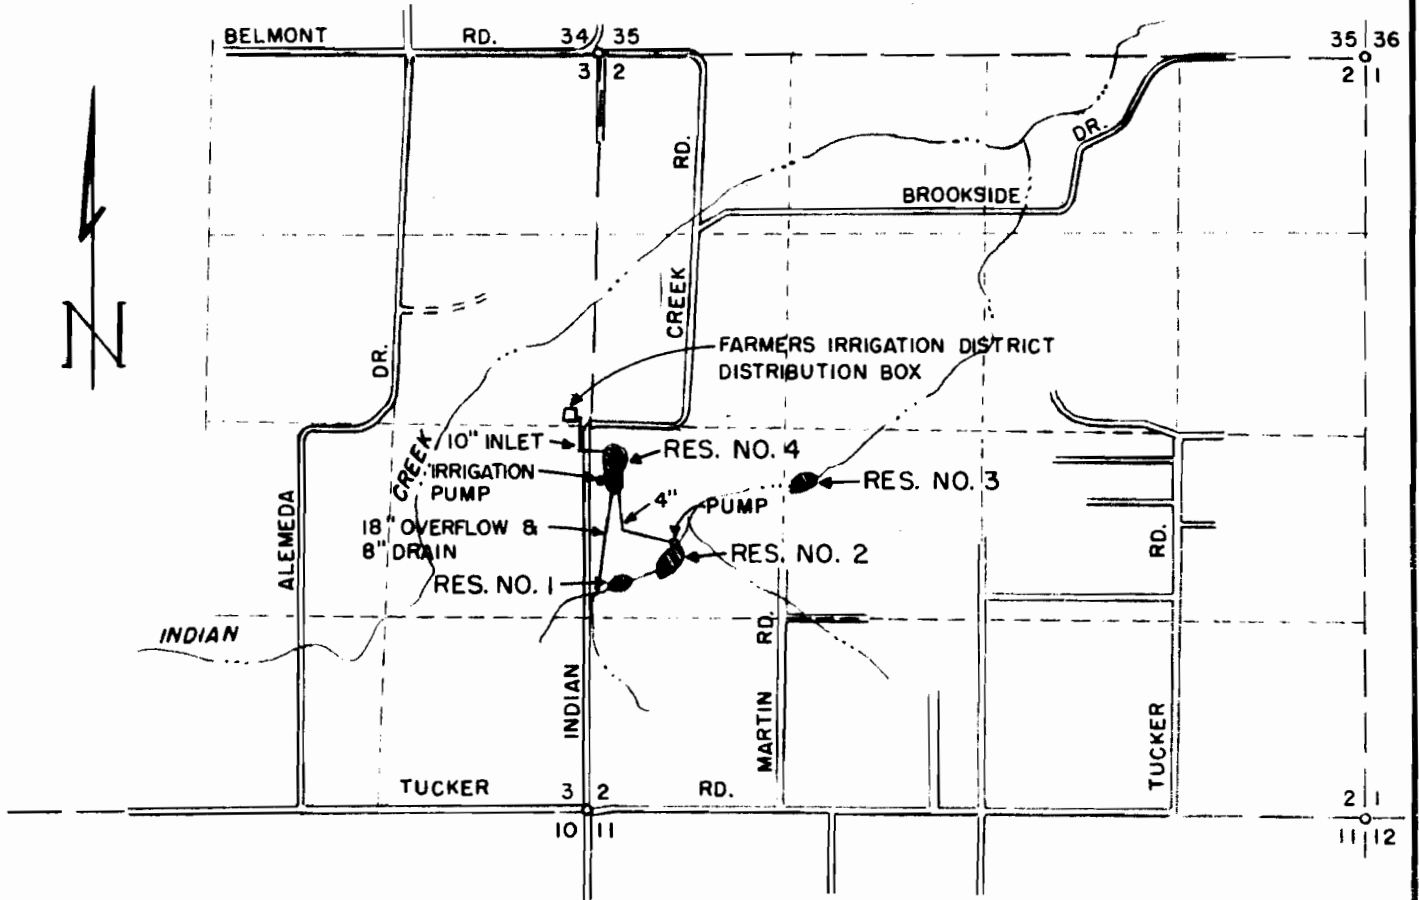 BELMONT RD. 34 35
3 2
35 36
2 1
DR.
RD.
BROOKSIDE
N
CREEK
DR.
FARMERS IRRIGATION DISTRICT
DISTRIBUTION BOX
10" INLET
RES. NO. 4
CREEK
IRRIGATION
PUMP
4"
PUMP
RES. NO. 3
18" OVERFLOW &
8" DRAIN
RES. NO. 2
RES. NO. 1
ALEMEDA
RD.
INDIAN
RD.
INDIAN
MARTIN
TUCKER
TUCKER 3 2 RD.
10 11
2 1
11 12